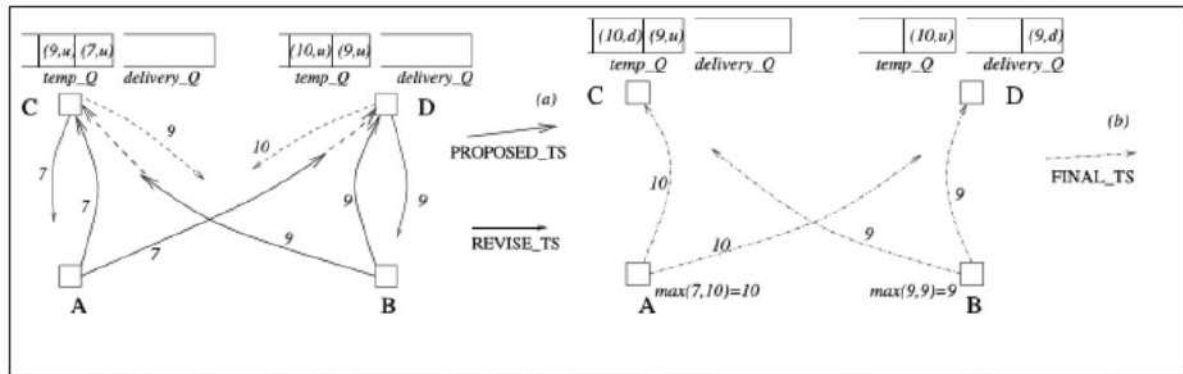 (9,u) (7,u)
temp_Q delivery_Q
(10,u) (9,u)
temp_Q delivery_Q
C
D
(a)
9
10
PROPOSED_TS
7
7
9
9
REVISE_TS
7
9
A
B
(10,d) (9,u)
temp_Q delivery_Q
(10,u) (9,d)
temp_Q delivery_Q
C
D
(b)
FINAL_TS
10
9
10
9
A
max(7,10)=10
max(9,9)=9
B